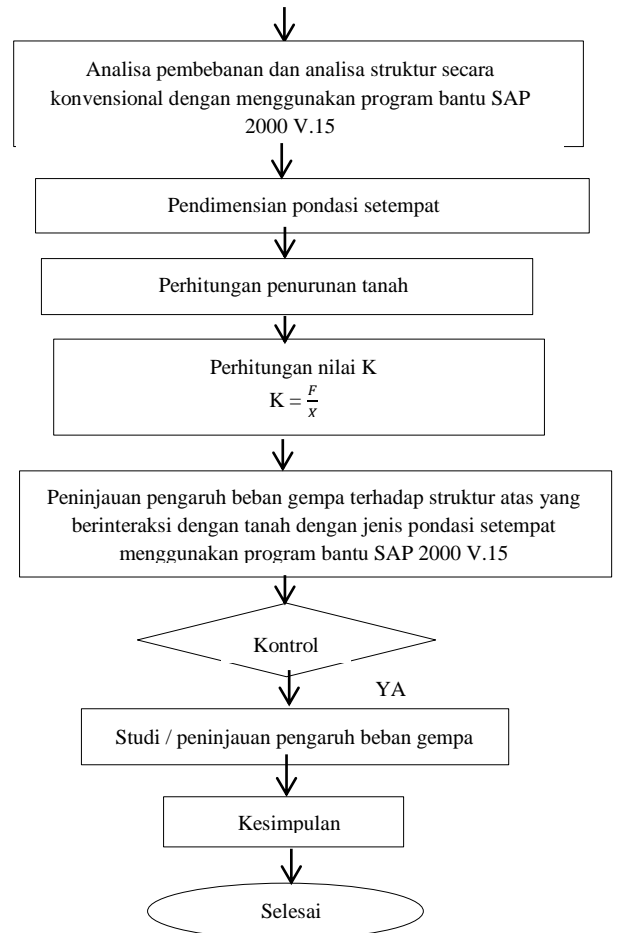 Analisa pembebanan dan analisa struktur secara
konvensional dengan menggunakan program bantu SAP
2000 V.15
Pendimensian pondasi setempat
Perhitungan penurunan tanah
Perhitungan nilai K
K = F/X
Peninjauan pengaruh beban gempa terhadap struktur atas yang
berinteraksi dengan tanah dengan jenis pondasi setempat
menggunakan program bantu SAP 2000 V.15
Kontrol
YA
Studi / peninjauan pengaruh beban gempa
Kesimpulan
Selesai